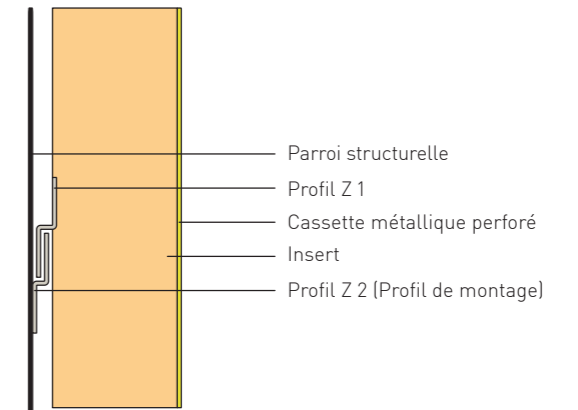 Parroi structurelle
Profil Z 1
Cassette métallique perforé
Insert
Profil Z 2 (Profil de montage)